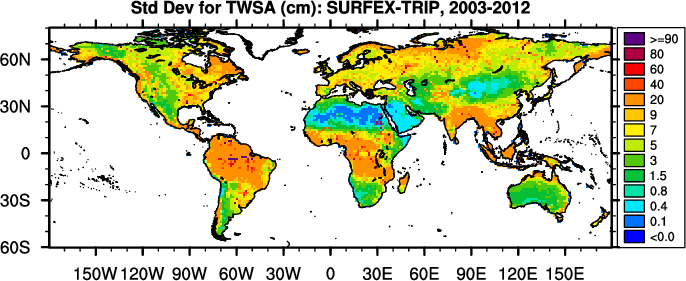 Std Dev for TWSA (cm): SURFEX-TRIP, 2003-2012
60N
30N
0
30S
60S
150W 120W 90W 60W 30W 0 30E 60E 90E 120E 150E
>=90
80
60
40
20
9
7
5
3
1.5
0.8
0.4
0.1
<0.0